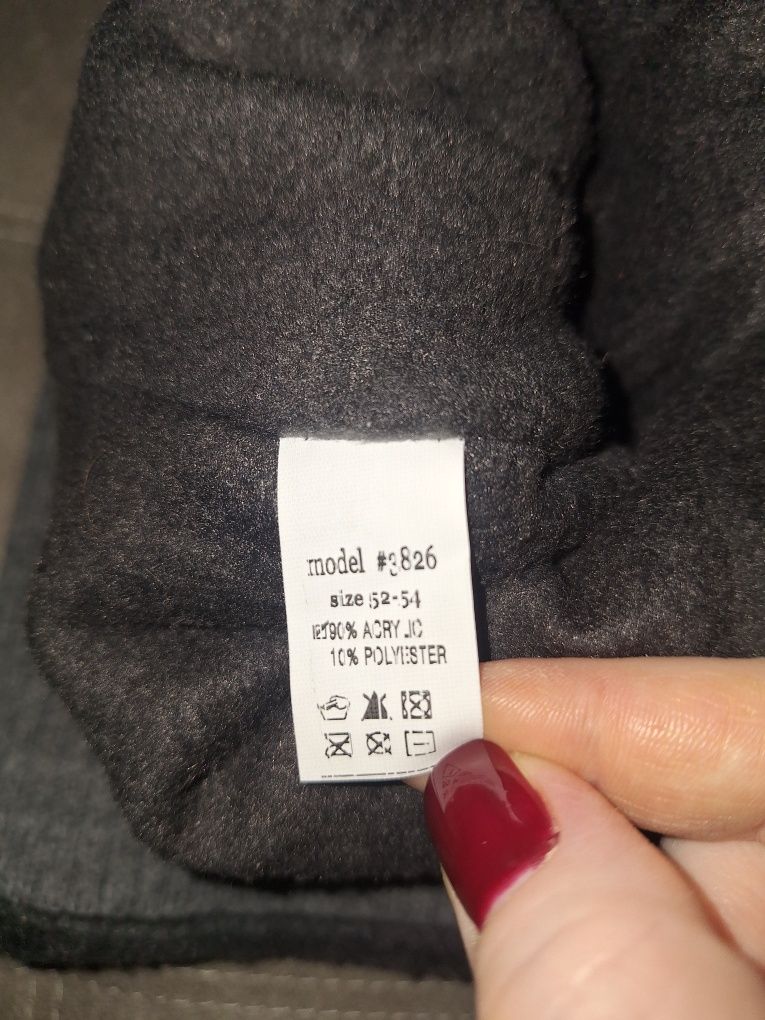 model #3826
size 52-54
90% ACRYLIC
10% POLYESTER